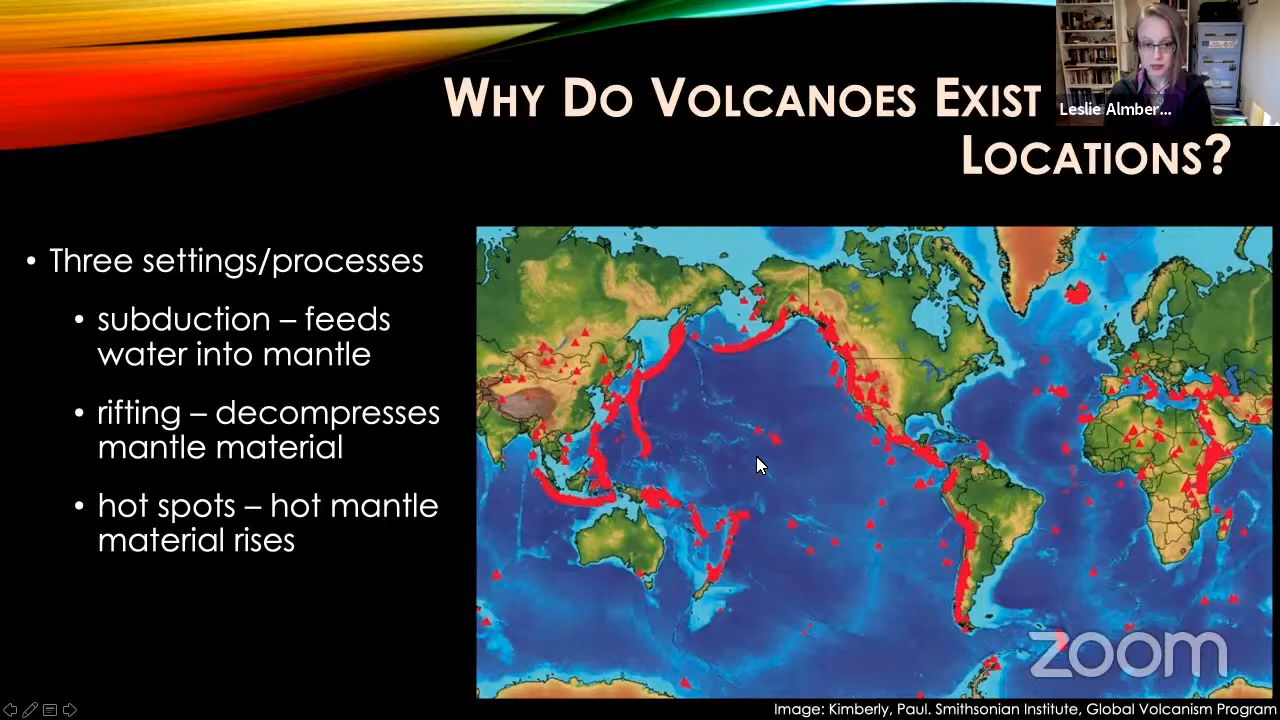 WHY DO VOLCANOES EXIST
LOCATIONS?
Leslie Almber...
• Three settings/processes
• subduction – feeds
water into mantle
• rifting – decompresses
mantle material
• hot spots – hot mantle
material rises
zoom
Image: Kimberly, Paul. Smithsonian Institute, Global Volcanism Program